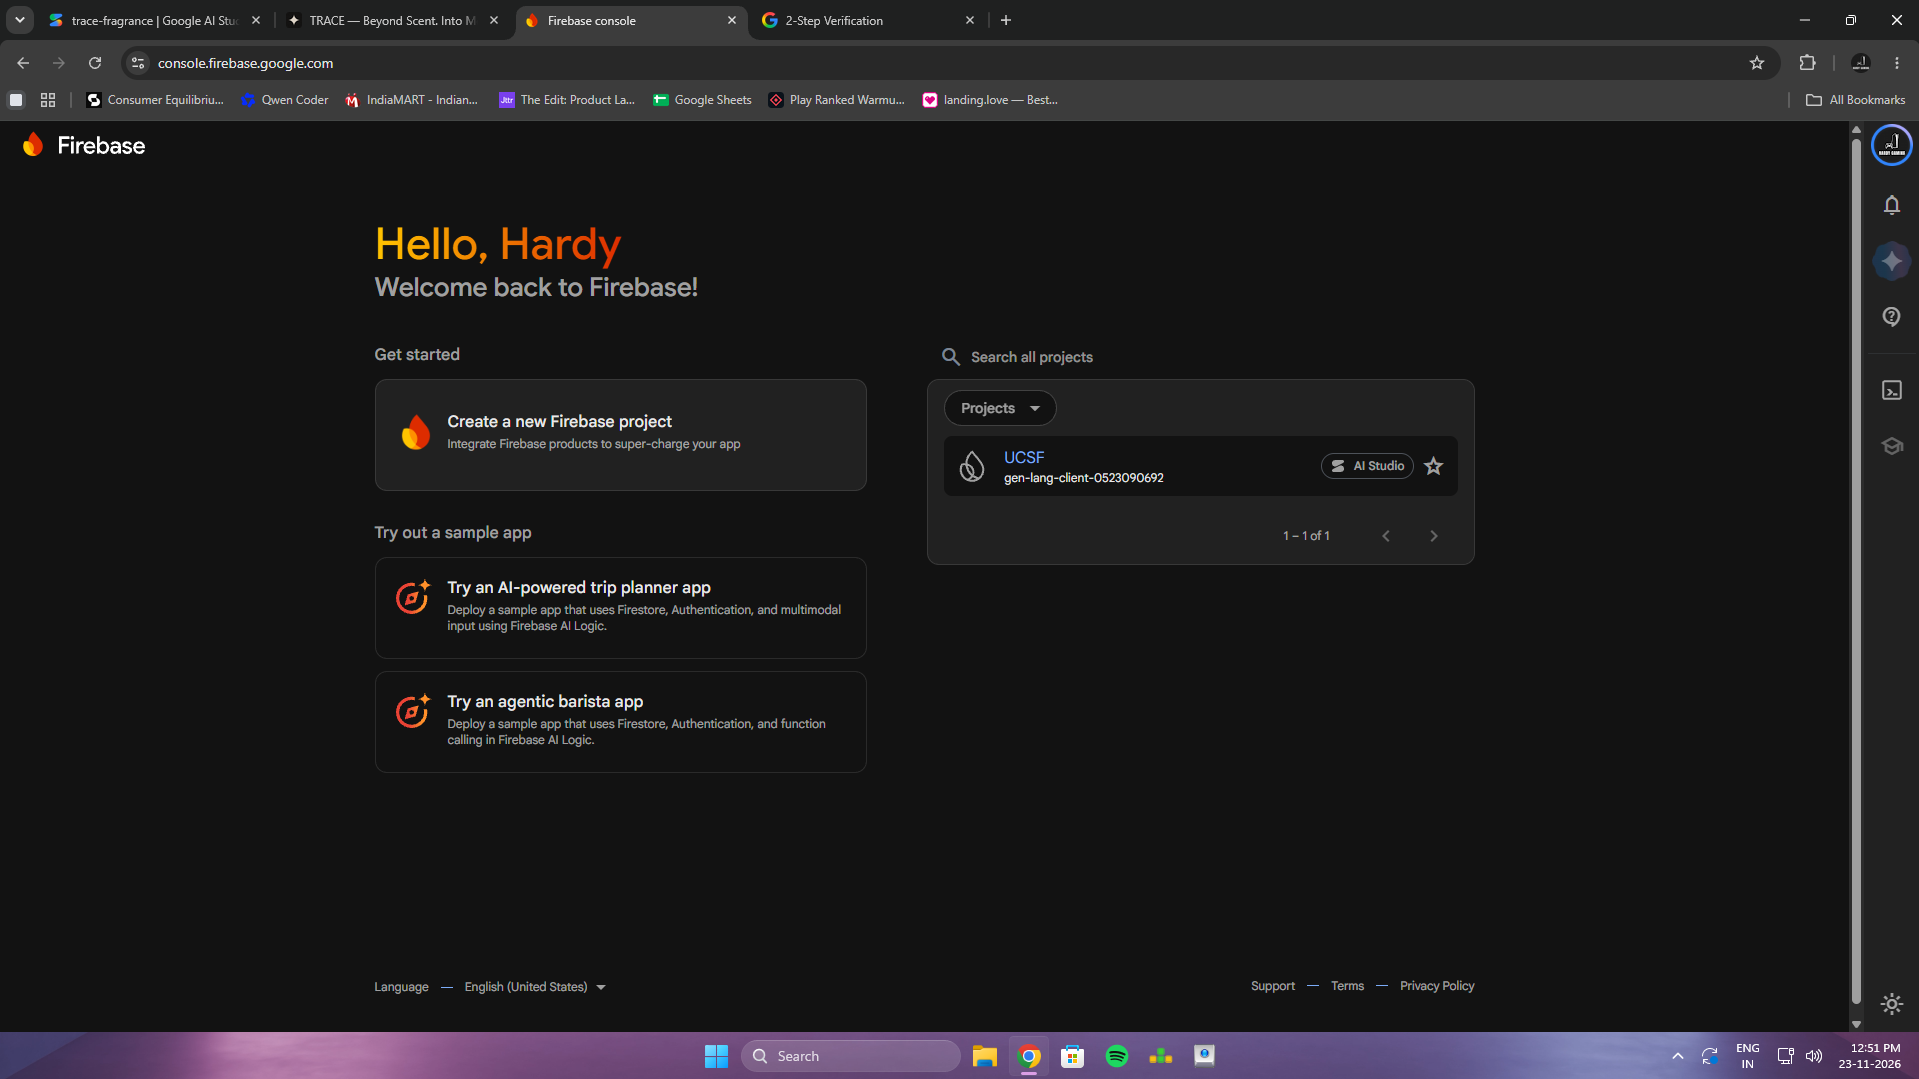 trace-fragrance | Google AI Stu
TRACE — Beyond Scent. Into M
Firebase console
2-Step Verification
console.firebase.google.com
Consumer Equilibriu...
Qwen Coder
IndiaMART - Indian...
Jttr
The Edit: Product La...
Google Sheets
Play Ranked Warmu...
landing.love — Best...
All Bookmarks
Firebase
Hello, Hardy
Welcome back to Firebase!
Get started
Create a new Firebase project
Integrate Firebase products to super-charge your app
Try out a sample app
Try an AI-powered trip planner app
Deploy a sample app that uses Firestore, Authentication, and multimodal
input using Firebase AI Logic.
Try an agentic barista app
Deploy a sample app that uses Firestore, Authentication, and function
calling in Firebase AI Logic.
Search all projects
Projects
UCSF
gen-lang-client-0523090692
AI Studio
1 – 1 of 1
Language — English (United States)
Support — Terms — Privacy Policy
HARDY GAMING
Search
ENG
IN
12:51 PM
23-11-2026